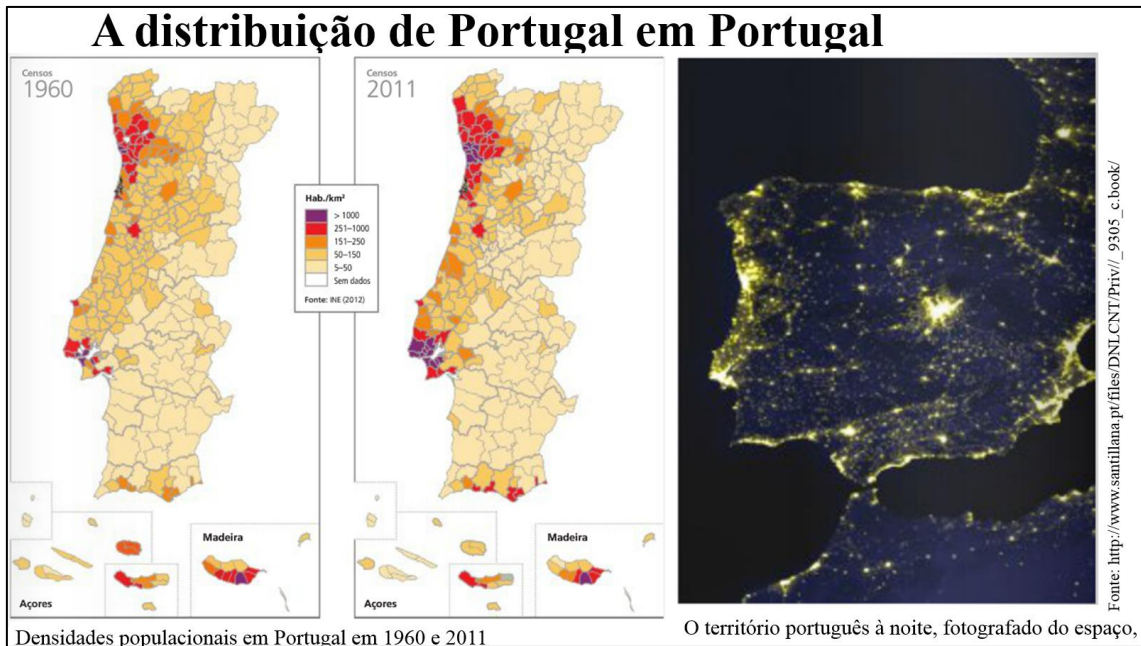 A distribuição de Portugal em Portugal
Censos
1960
Açores
Madeira
Hab./km²
> 1000
251–1000
151–250
50–150
5–50
Sem dados
Fonte: INE (2012)
Censos
2011
Açores
Madeira
Densidades populacionais em Portugal em 1960 e 2011
O território português à noite, fotografado do espaço,
Fonte: http://www.santillana.pt/files/DNLCNT/Priv//_9305_c.book/